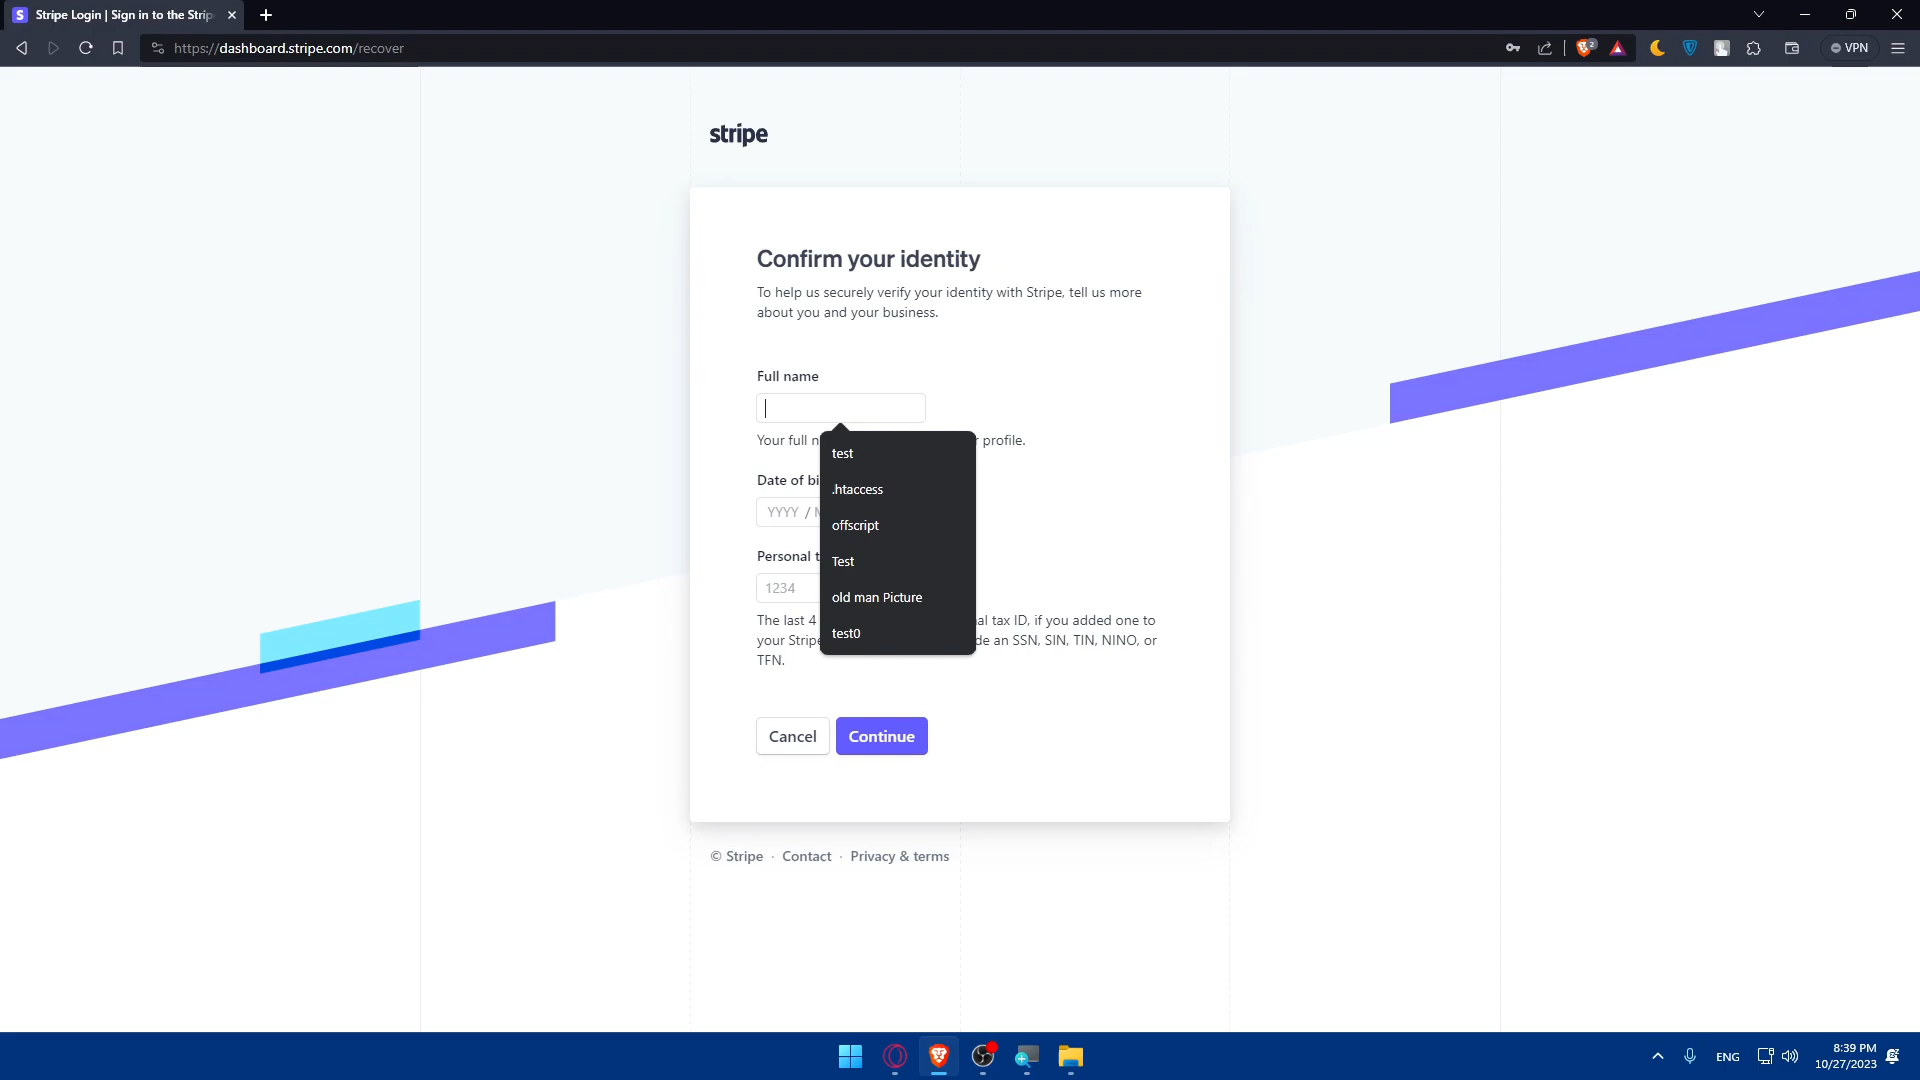 Stripe Login | Sign in to the Strip
https://dashboard.stripe.com/recover
2
VPN
stripe
Confirm your identity
To help us securely verify your identity with Stripe, tell us more
about you and your business.
Full name
Your full n
profile.
test
.htaccess
offscript
Test
old man Picture
test0
Date of bi
YYYY /
Personal t
1234
The last 4
al tax ID, if you added one to
your Stripe
de an SSN, SIN, TIN, NINO, or
TFN.
Cancel
Continue
© Stripe · Contact · Privacy & terms
ENG
8:39 PM
10/27/2023